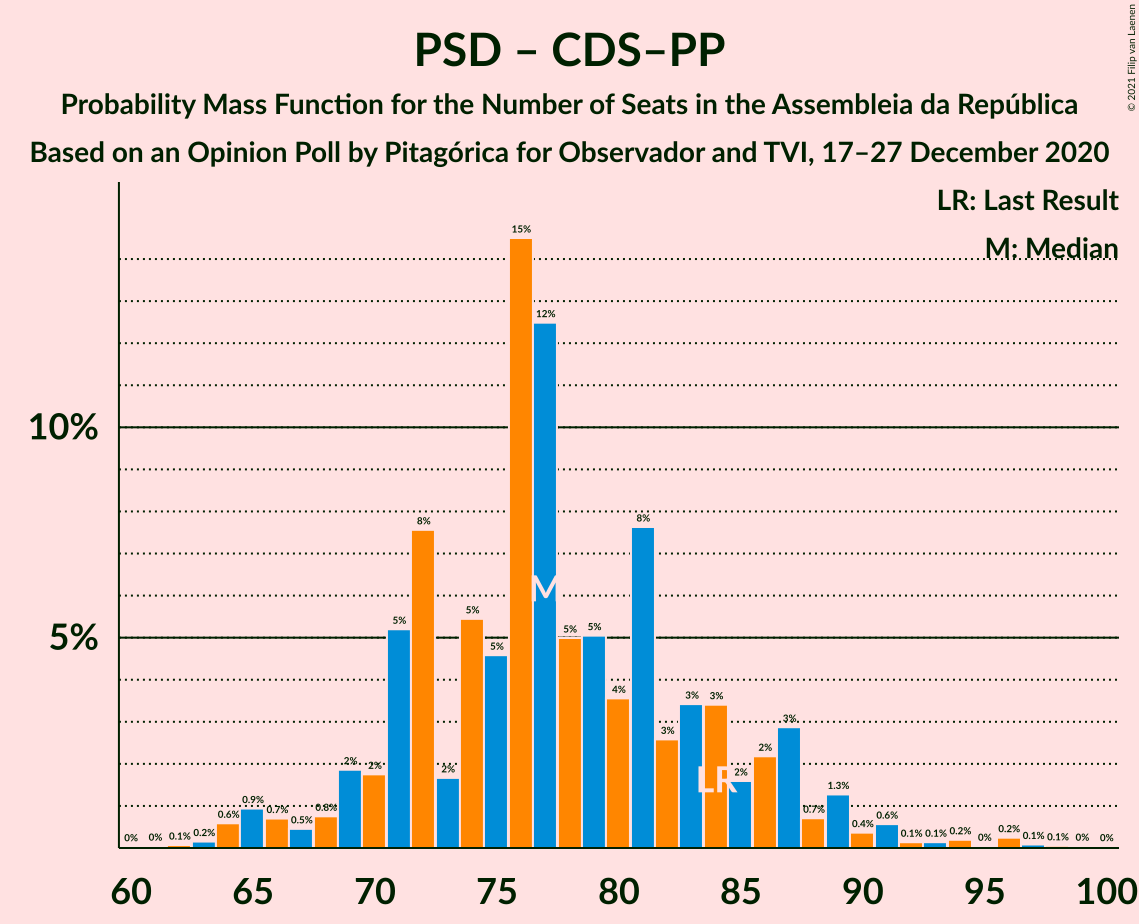 © 2021 Filip van Laenen
PSD – CDS–PP
Probability Mass Function for the Number of Seats in the Assembleia da República
Based on an Opinion Poll by Pitagórica for Observador and TVI, 17–27 December 2020
LR: Last Result
M: Median
10%
5%
0% 0% 0.1% 0.2% 0.6% 0.9% 0.7% 0.5% 0.8% 2% 2% 5% 8% 2% 5% 5% 15% 12% 5% 5% 4% 8% 3% 3% 3% 2% 2% 3% 0.7% 1.3% 0.4% 0.6% 0.1% 0.1% 0.2% 0% 0.2% 0.1% 0.1% 0% 0%
M
LR
60 65 70 75 80 85 90 95 100